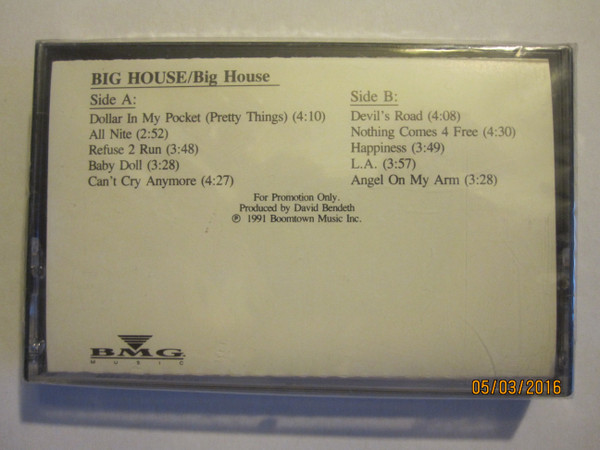 BIG HOUSE/Big House
Side A:
Dollar In My Pocket (Pretty Things) (4:10)
All Nite (2:52)
Refuse 2 Run (3:48)
Baby Doll (3:28)
Can't Cry Anymore (4:27)
Side B:
Devil's Road (4:08)
Nothing Comes 4 Free (4:30)
Happiness (3:49)
L.A. (3:57)
Angel On My Arm (3:28)
For Promotion Only.
Produced by David Bendeth
℗ 1991 Boomtown Music Inc.
BMG
MUSIC
05/03/2016